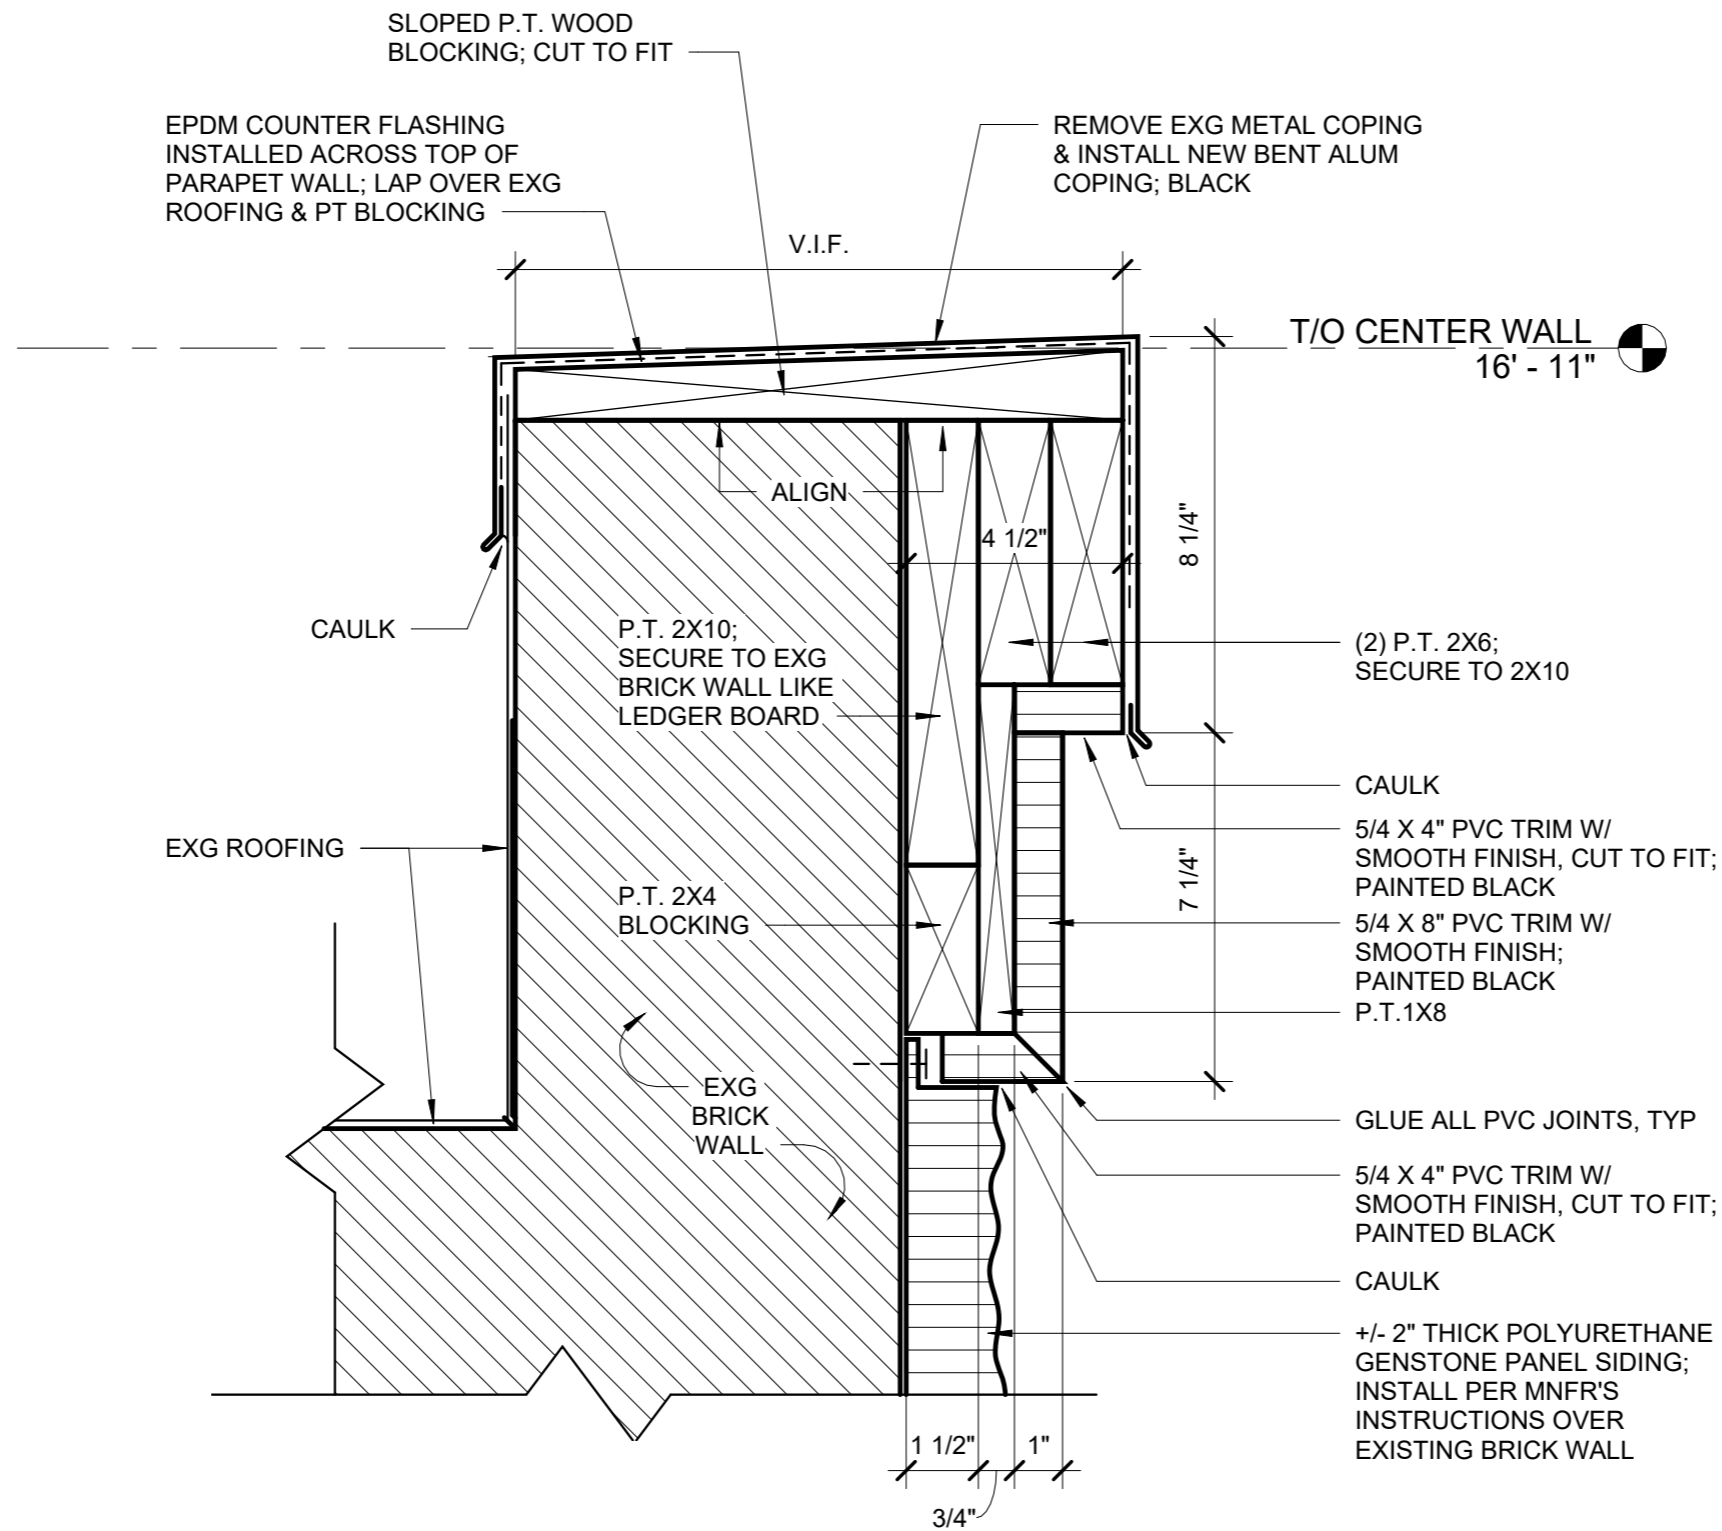 SLOPED P.T. WOOD
BLOCKING; CUT TO FIT
EPDM COUNTER FLASHING
INSTALLED ACROSS TOP OF
PARAPET WALL; LAP OVER EXG
ROOFING & PT BLOCKING
REMOVE EXG METAL COPING
& INSTALL NEW BENT ALUM
COPING; BLACK
V.I.F.
T/O CENTER WALL
16' - 11"
ALIGN
4 1/2"
8 1/4"
CAULK
P.T. 2X10;
SECURE TO EXG
BRICK WALL LIKE
LEDGER BOARD
(2) P.T. 2X6;
SECURE TO 2X10
CAULK
5/4 X 4" PVC TRIM W/
SMOOTH FINISH, CUT TO FIT;
PAINTED BLACK
EXG ROOFING
7 1/4"
P.T. 2X4
BLOCKING
5/4 X 8" PVC TRIM W/
SMOOTH FINISH;
PAINTED BLACK
P.T.1X8
EXG
BRICK
WALL
GLUE ALL PVC JOINTS, TYP
5/4 X 4" PVC TRIM W/
SMOOTH FINISH, CUT TO FIT;
PAINTED BLACK
CAULK
+/- 2" THICK POLYURETHANE
GENSTONE PANEL SIDING;
INSTALL PER MNFR'S
INSTRUCTIONS OVER
EXISTING BRICK WALL
1 1/2"
1"
3/4"